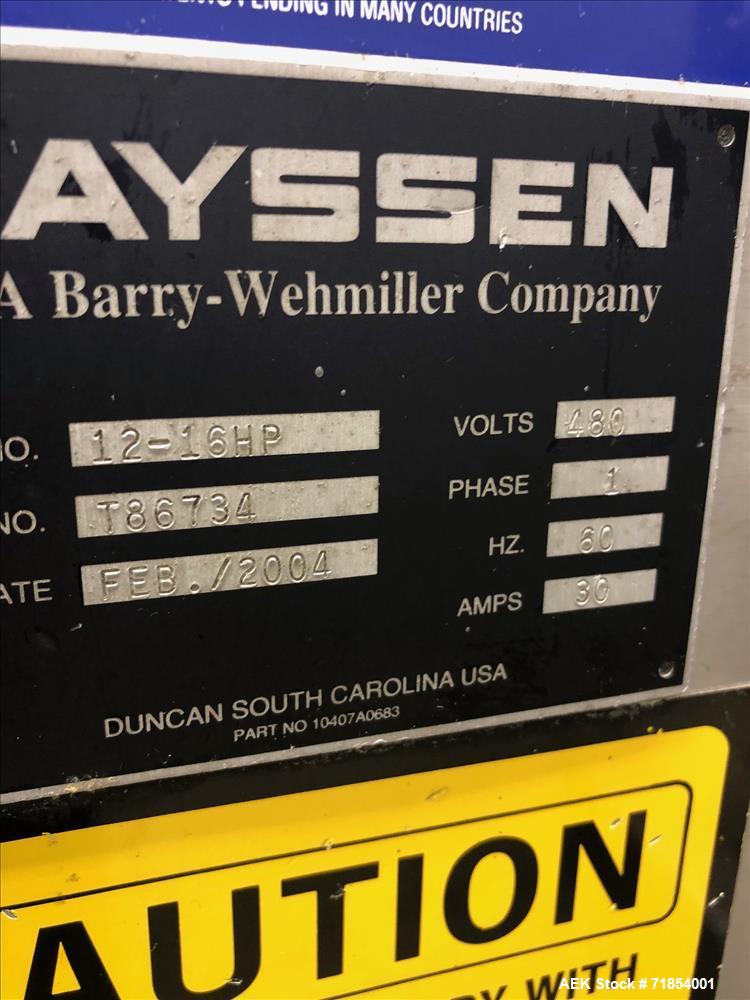 PENDING IN MANY COUNTRIES
AYSSEN
A Barry-Wehmiller Company
NO. 12-16HP
NO. T86734
ATE FEB./2004
VOLTS 480
PHASE 1
HZ. 60
AMPS 30
DUNCAN SOUTH CAROLINA USA
PART NO 10407A0683
AUTION
WITH
AEK Stock # 71854001